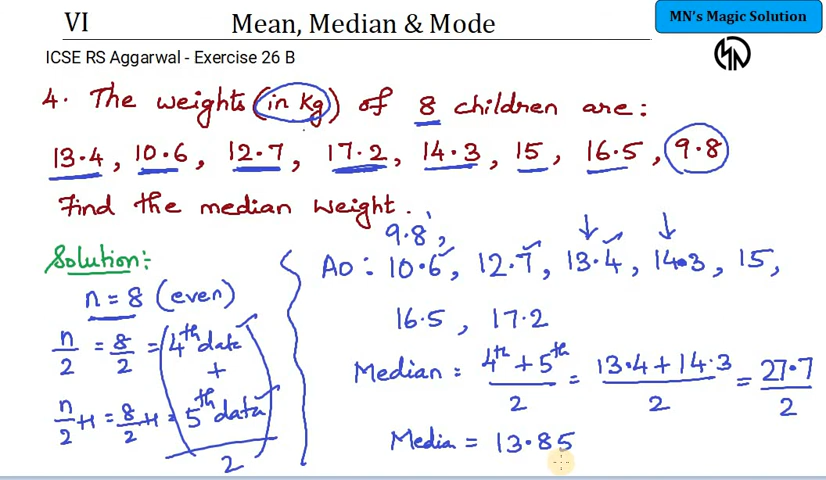 VI
Mean, Median & Mode
MN's Magic Solution
ICSE RS Aggarwal - Exercise 26 B
4. The weights (in Kg) of 8 children are:
13.4, 10.6, 12.7, 17.2, 14.3, 15, 16.5, 9.8
Find the median weight.
Solution:-
n = 8 (even)
n/2 = 8/2 = 4th data
+
n/2+1 = 8/2+1 = 5th data
2
9.8,
AO: 10.6, 12.7, 13.4, 14.3, 15,
16.5, 17.2
Median = 4th + 5th/2 = 13.4 + 14.3/2 = 27.7/2
Median = 13.85